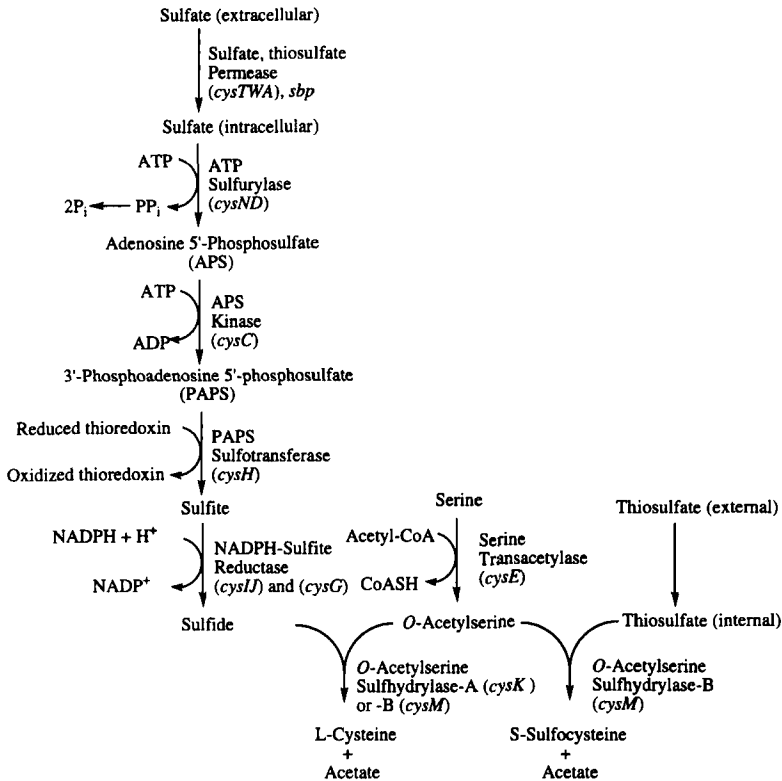 Sulfate (extracellular)
Sulfate, thiosulfate
Permease
(cysTWA), sbp
Sulfate (intracellular)
ATP
ATP
Sulfurylase
(cysND)
2Pi
PPi
Adenosine 5'-Phosphosulfate
(APS)
ATP
APS
Kinase
(cysC)
ADP
3'-Phosphoadenosine 5'-phosphosulfate
(PAPS)
Reduced thioredoxin
PAPS
Sulfotransferase
(cysH)
Oxidized thioredoxin
Sulfite
NADPH + H+
NADPH-Sulfite
Reductase
(cysIJ) and (cysG)
NADP+
Sulfide
Serine
Acetyl-CoA
Serine
Transacetylase
(cysE)
CoASH
O-Acetylserine
Thiosulfate (external)
Thiosulfate (internal)
O-Acetylserine
Sulfhydrylase-A (cysK )
or -B (cysM)
O-Acetylserine
Sulfhydrylase-B
(cysM)
L-Cysteine
+
Acetate
S-Sulfocysteine
+
Acetate